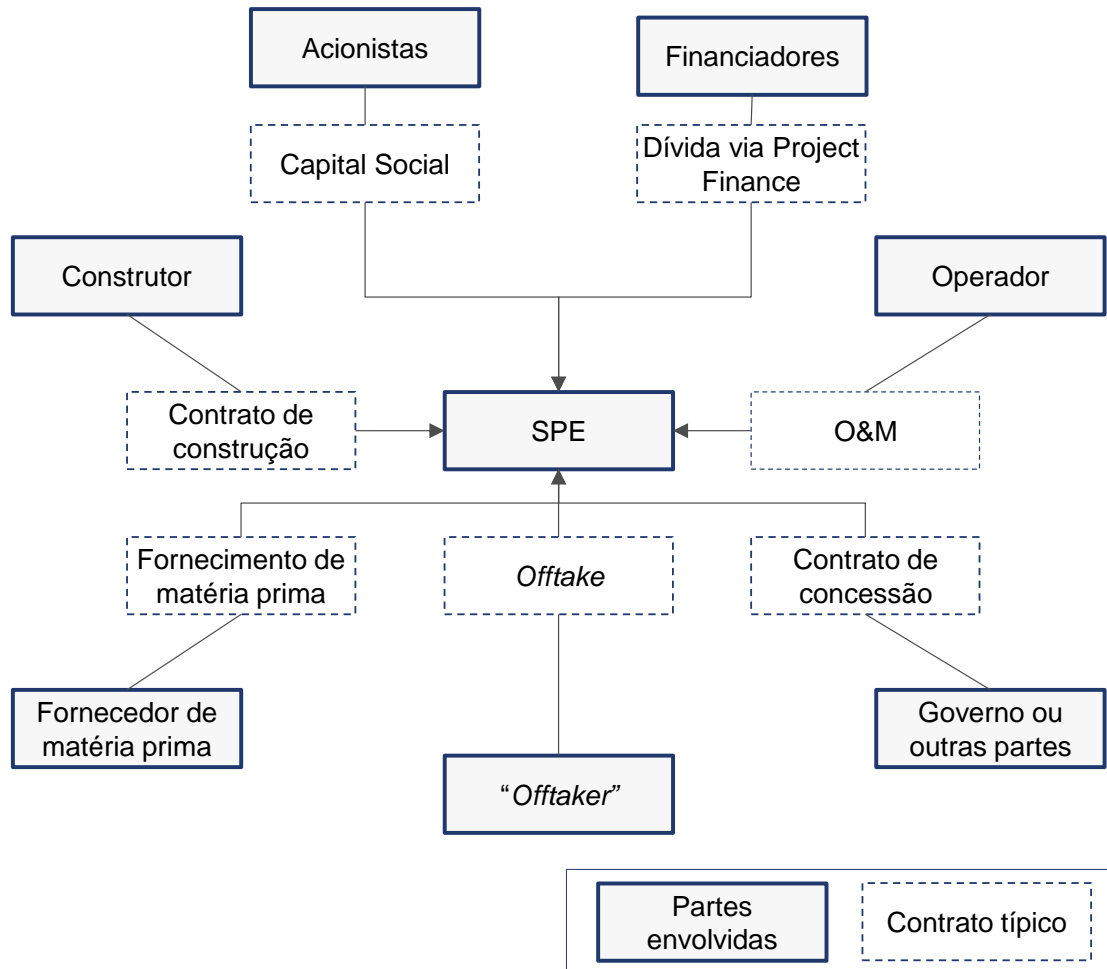 Acionistas
Financiadores
Capital Social
Dívida via Project
Finance
Construtor
Operador
Contrato de
construção
SPE
O&M
Fornecimento de
matéria prima
Offtake
Contrato de
concessão
Fornecedor de
matéria prima
Governo ou
outras partes
“Offtaker”
Partes
envolvidas
Contrato típico